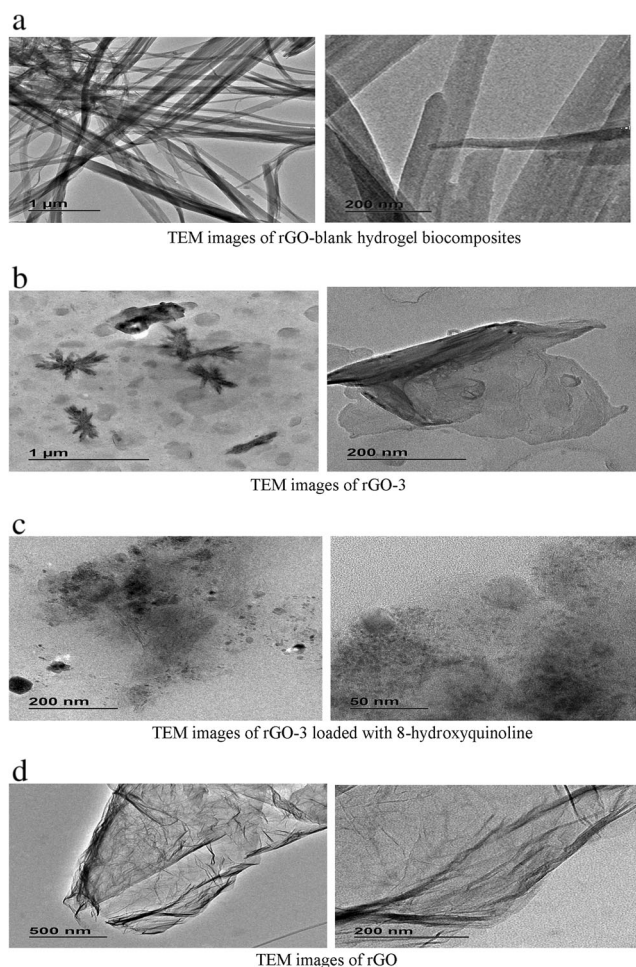 a
1 µm
200 nm
TEM images of rGO-blank hydrogel biocomposites
b
1 µm
200 nm
TEM images of rGO-3
c
200 nm
50 nm
TEM images of rGO-3 loaded with 8-hydroxyquinoline
d
500 nm
200 nm
TEM images of rGO